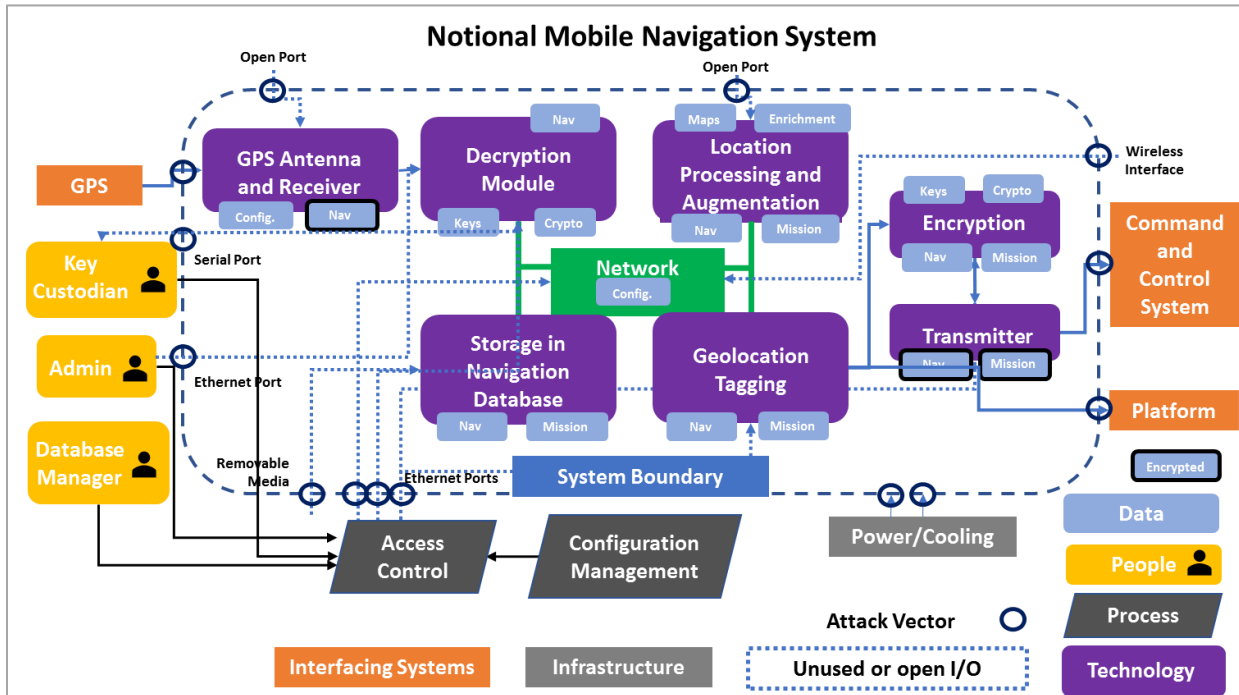 Notional Mobile Navigation System
Open Port
Open Port
Nav
Maps
Enrichment
GPS Antenna
and Receiver
Decryption
Module
Location
Processing and
Augmentation
Wireless
Interface
GPS
Config.
Nav
Keys
Crypto
Nav
Mission
Keys
Crypto
Encryption
Nav
Mission
Command
and
Control
System
Serial Port
Key
Custodian
Network
Config.
Admin
Ethernet Port
Storage in
Navigation
Database
Nav
Mission
Geolocation
Tagging
Nav
Mission
Transmitter
Nav
Mission
Platform
Database
Manager
Removable
Media
Ethernet Ports
System Boundary
Encrypted
Data
Access
Control
Configuration
Management
Power/Cooling
People
Attack Vector
Process
Interfacing Systems
Infrastructure
Unused or open I/O
Technology